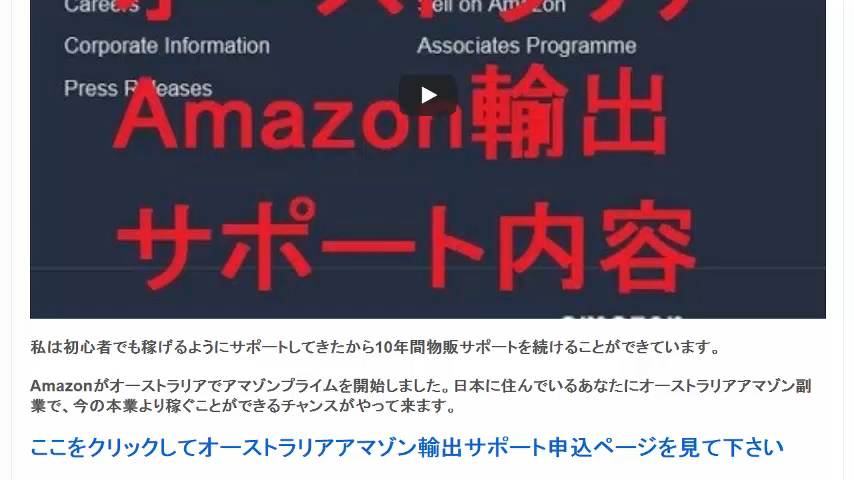 Careers
Sell on Amazon
オーストラリア
Corporate Information
Associates Programme
Press Releases
Amazon輸出
サポート内容
私は初心者でも稼げるようにサポートしてきたから10年間物販サポートを続けることができています。
Amazonがオーストラリアでアマゾンプライムを開始しました。日本に住んでいるあなたにオーストラリアアマゾン副
業で、今の本業より稼ぐことができるチャンスがやって来ます。
ここをクリックしてオーストラリアアマゾン輸出サポート申込ページを見て下さい